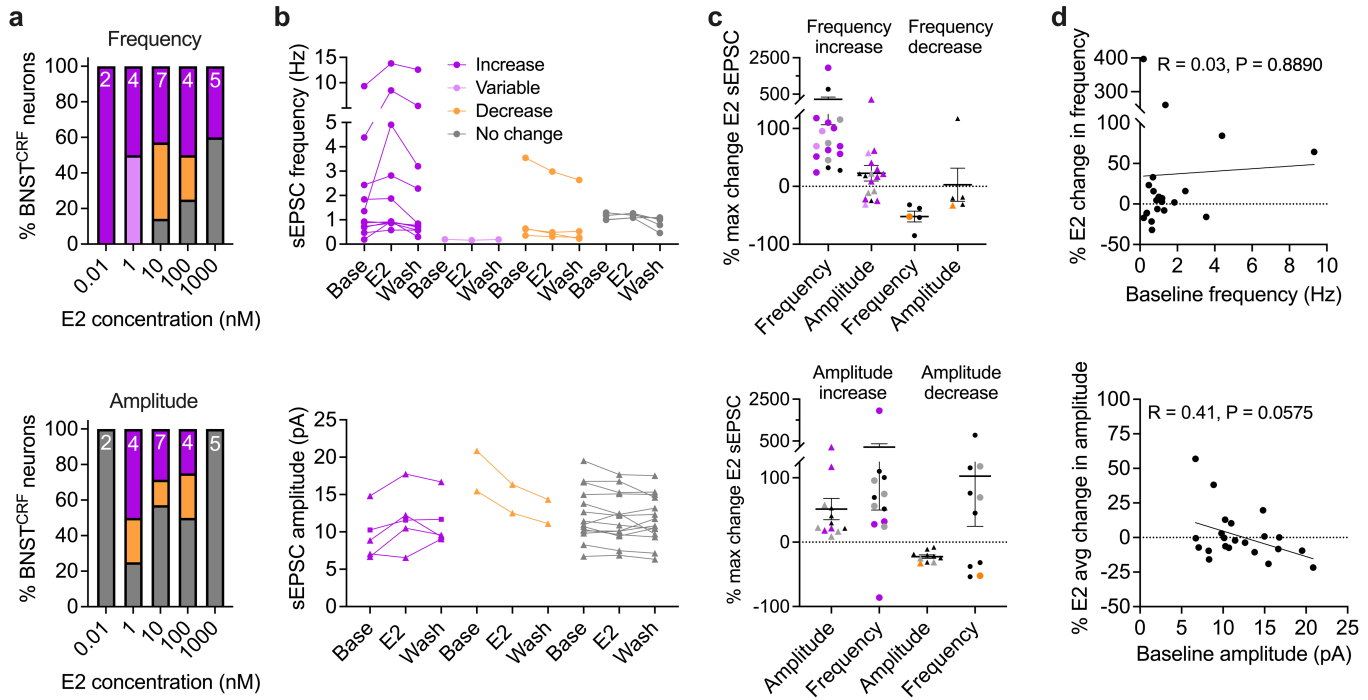 a
Frequency
% BNST^CRF neurons
100
80
60
40
20
0
2
4
7
4
5
0.01
1
10
100
1000
E2 concentration (nM)
b
sEPSC frequency (Hz)
15
10
5
5
4
3
2
1
0
Increase
Variable
Decrease
No change
Base
E2
Wash
Base
E2
Wash
Base
E2
Wash
Base
E2
Wash
c
Frequency increase
Frequency decrease
% max change E2 sEPSC
2500
500
100
0
-100
Frequency
Amplitude
Frequency
Amplitude
d
% E2 change in frequency
400
300
100
50
0
-50
R = 0.03, P = 0.8890
0
2
4
6
8
10
Baseline frequency (Hz)
Amplitude
% BNST^CRF neurons
100
80
60
40
20
0
2
4
7
4
5
0.01
1
10
100
1000
E2 concentration (nM)
sEPSC amplitude (pA)
25
20
15
10
5
0
Base
E2
Wash
Base
E2
Wash
Base
E2
Wash
Amplitude increase
Amplitude decrease
% max change E2 sEPSC
2500
500
100
0
-100
Amplitude
Frequency
Amplitude
Frequency
% E2 avg change in amplitude
100
75
50
25
0
-25
-50
R = 0.41, P = 0.0575
0
5
10
15
20
25
Baseline amplitude (pA)